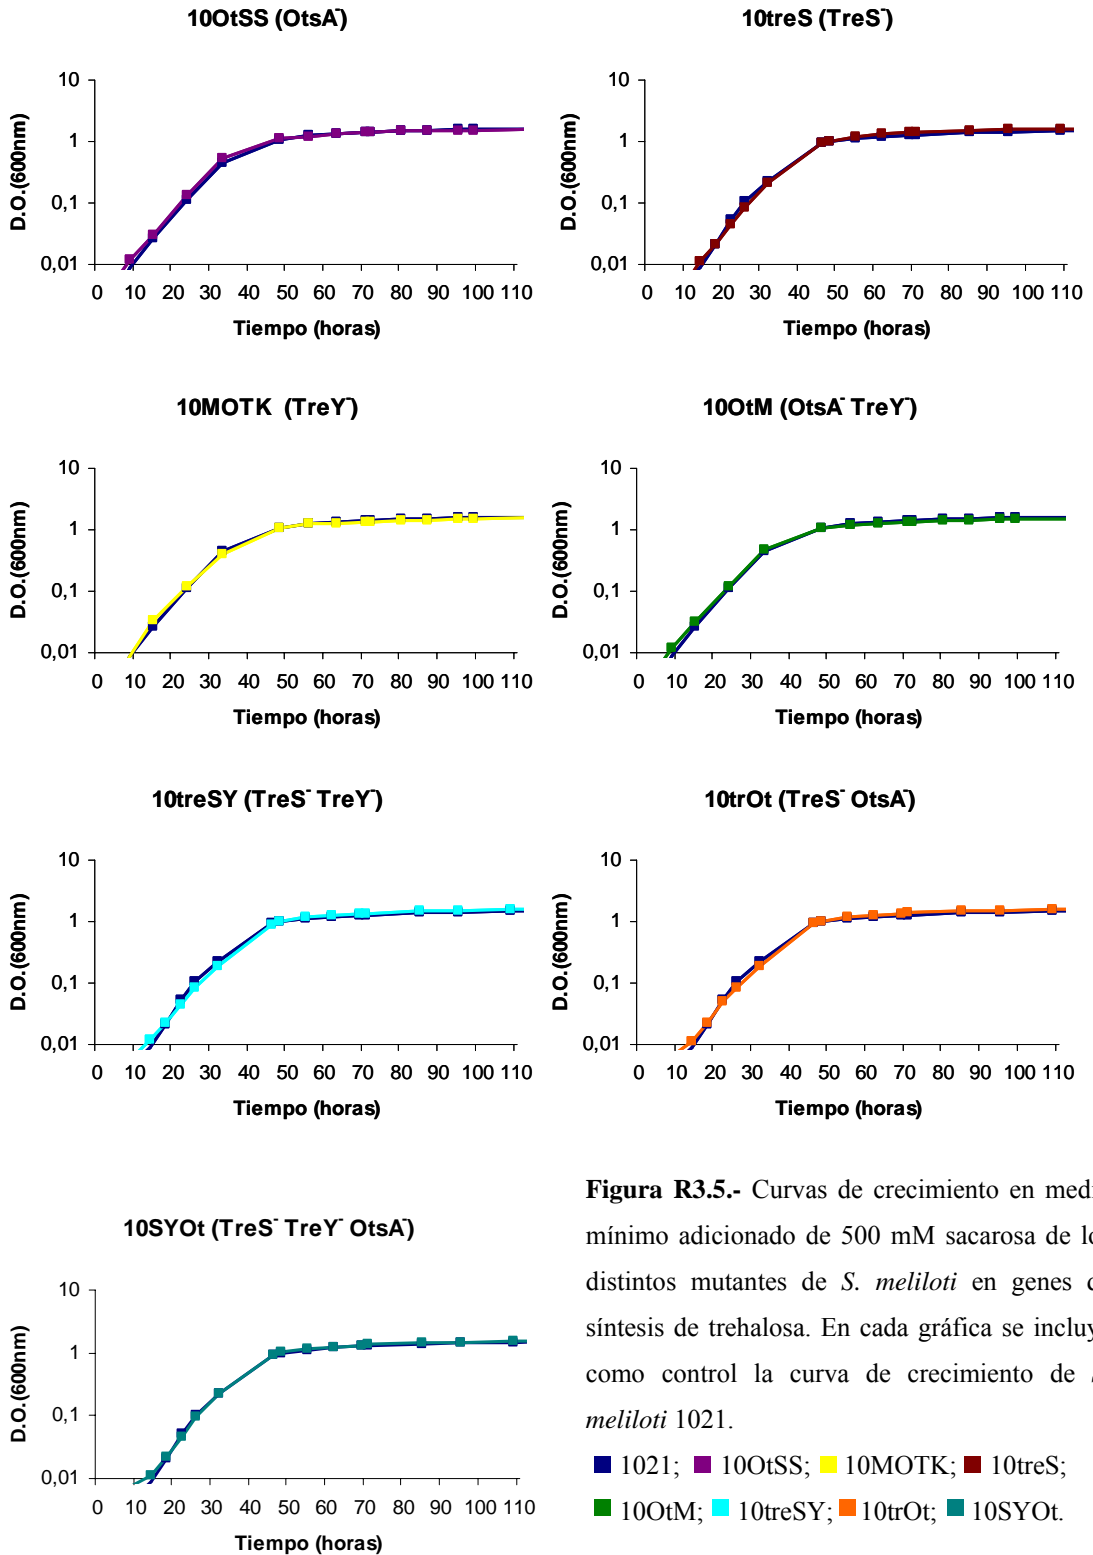 10OtSS (OtsA⁻)
10
1
0,1
0,01
D.O.(600nm)
0 10 20 30 40 50 60 70 80 90 100 110
Tiempo (horas)
10treS (TreS⁻)
10
1
0,1
0,01
D.O.(600nm)
0 10 20 30 40 50 60 70 80 90 100 110
Tiempo (horas)
10MOTK (TreY⁻)
10
1
0,1
0,01
D.O.(600nm)
0 10 20 30 40 50 60 70 80 90 100 110
Tiempo (horas)
10OtM (OtsA⁻ TreY⁻)
10
1
0,1
0,01
D.O.(600nm)
0 10 20 30 40 50 60 70 80 90 100 110
Tiempo (horas)
10treSY (TreS⁻ TreY⁻)
10
1
0,1
0,01
D.O.(600nm)
0 10 20 30 40 50 60 70 80 90 100 110
Tiempo (horas)
10trOt (TreS⁻ OtsA⁻)
10
1
0,1
0,01
D.O.(600nm)
0 10 20 30 40 50 60 70 80 90 100 110
Tiempo (horas)
10SYOt (TreS⁻ TreY⁻ OtsA⁻)
10
1
0,1
0,01
D.O.(600nm)
0 10 20 30 40 50 60 70 80 90 100 110
Tiempo (horas)
Figura R3.5.- Curvas de crecimiento en medi
mínimo adicionado de 500 mM sacarosa de lo
distintos mutantes de S. meliloti en genes d
síntesis de trehalosa. En cada gráfica se incluy
como control la curva de crecimiento de
meliloti 1021.
1021; 10OtSS; 10MOTK; 10treS;
10OtM; 10treSY; 10trOt; 10SYOt.